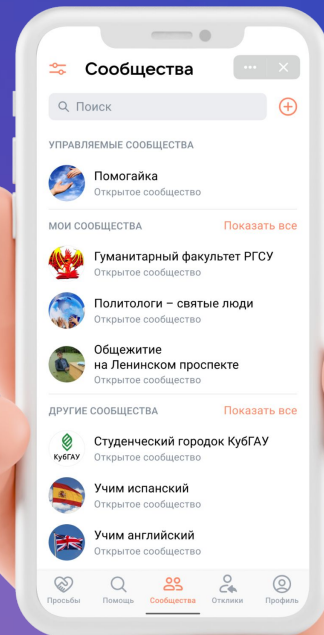 Сообщества
Поиск
УПРАВЛЯЕМЫЕ СООБЩЕСТВА
Помогайка
Открытое сообщество
МОИ СООБЩЕСТВА Показать все
Гуманитарный факультет РГСУ
Открытое сообщество
Политологи – святые люди
Открытое сообщество
Общежитие
на Ленинском проспекте
Открытое сообщество
ДРУГИЕ СООБЩЕСТВА Показать все
КубГАУ
Студенческий городок КубГАУ
Открытое сообщество
Учим испанский
Открытое сообщество
Учим английский
Открытое сообщество
Просьбы Помощь Сообщества Отклики Профиль